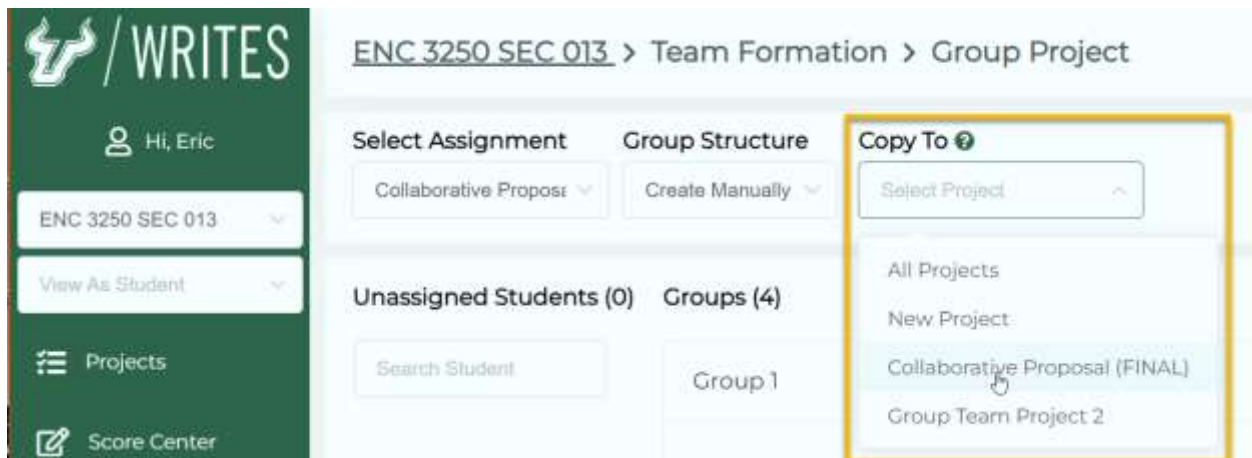 / WRITES
Hi, Eric
ENC 3250 SEC 013
View As Student
Projects
Score Center
ENC 3250 SEC 013 > Team Formation > Group Project
Select Assignment
Collaborative Proposa
Group Structure
Create Manually
Copy To
Select Project
All Projects
New Project
Collaborative Proposal (FINAL)
Group Team Project 2
Unassigned Students (0)
Search Student
Groups (4)
Group 1